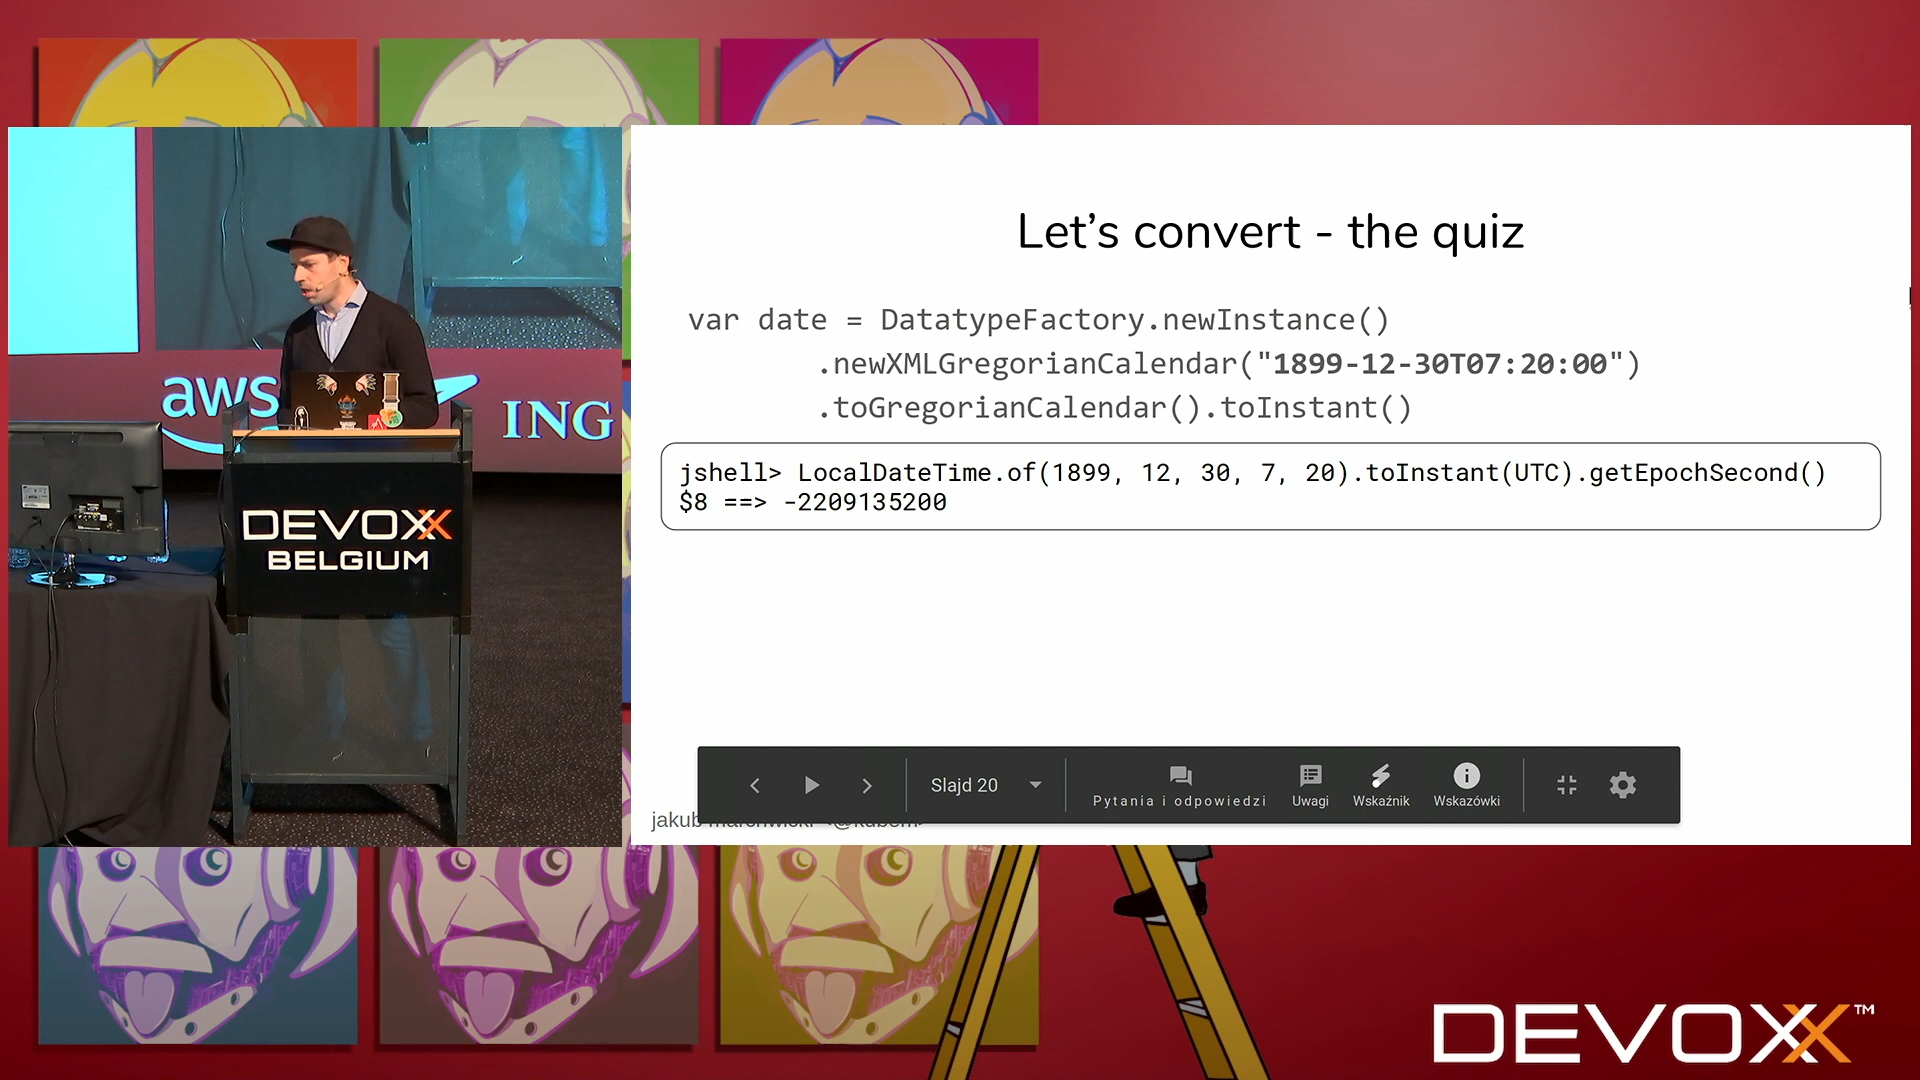 Let's convert - the quiz
var date = DatatypeFactory.newInstance()
.newXMLGregorianCalendar("1899-12-30T07:20:00")
.toGregorianCalendar().toInstant()
jshell> LocalDateTime.of(1899, 12, 30, 7, 20).toInstant(UTC).getEpochSecond()
$8 ==> -2209135200
Slajd 20
Pytania i odpowiedzi
Uwagi
Wskaźnik
Wskazówki
jakub
aws
ING
DEVOXX
BELGIUM
DEVOXX™